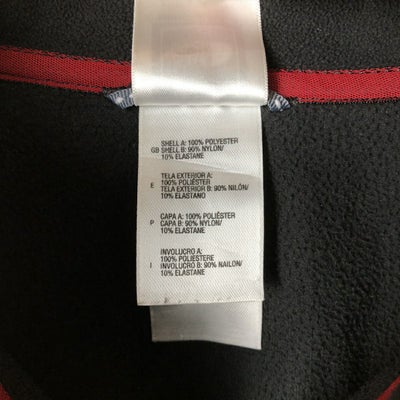 SHELL A: 100% POLYESTER
GB SHELL B: 90% NYLON/
10% ELASTANE
TELA EXTERIOR A:
100% POLIÉSTER
E TELA EXTERIOR B: 90% NILÓN/
10% ELASTANO
CAPA A: 100% POLIÉSTER
P CAPA B: 90% NYLON/
10% ELASTANE
INVOLUCRO A:
100% POLIESTERE
I INVOLUCRO B: 90% NAILON/
10% ELASTAN